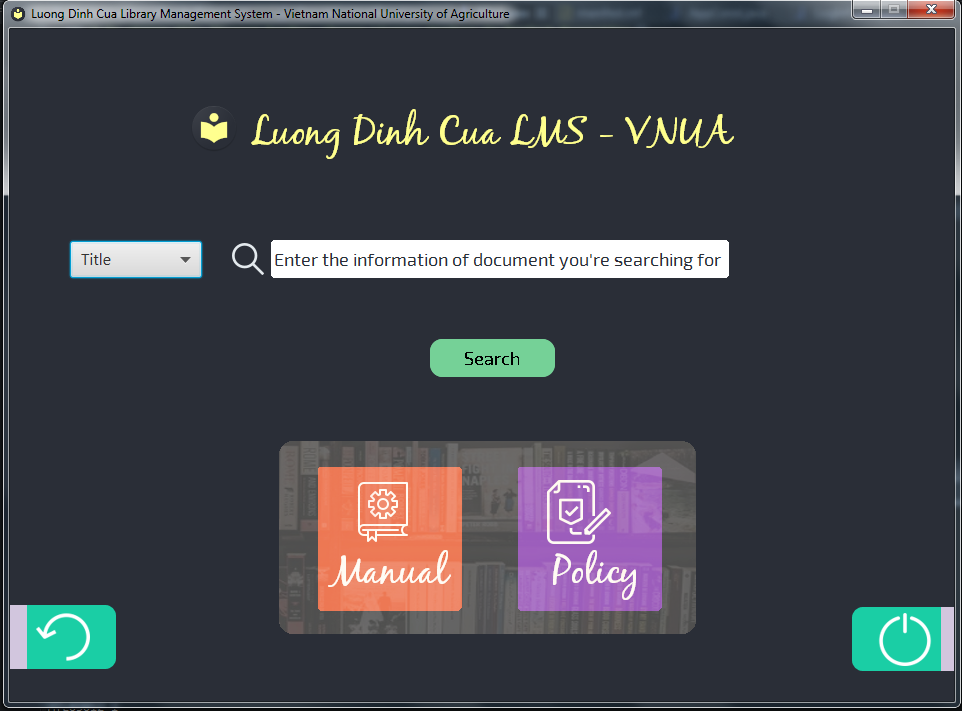 Luong Dinh Cua Library Management System - Vietnam National University of Agriculture
Luong Dinh Cua LMS - VNUA
Title
Enter the information of document you're searching for
Search
Manual
Policy